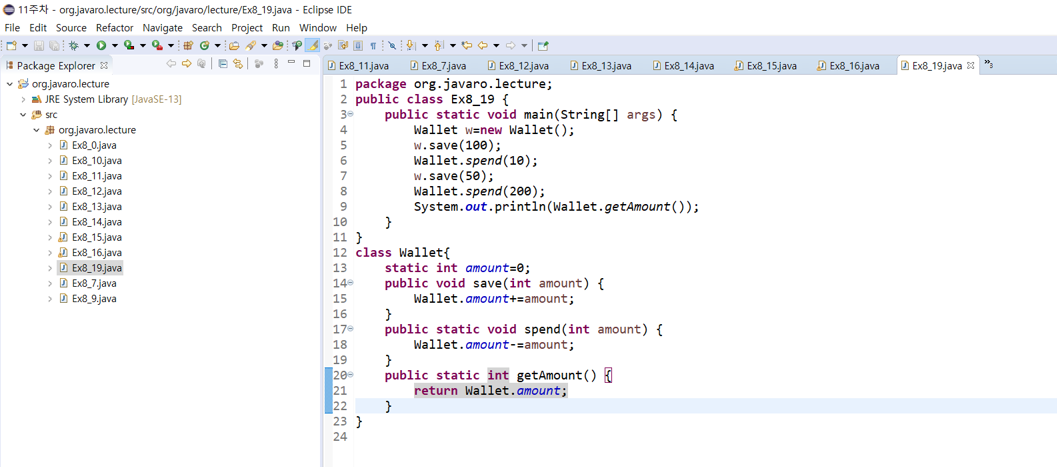 11주차 - org.javaro.lecture/src/org/javaro/lecture/Ex8_19.java - Eclipse IDE
File Edit Source Refactor Navigate Search Project Run Window Help
Package Explorer
org.javaro.lecture
JRE System Library [JavaSE-13]
src
org.javaro.lecture
Ex8_0.java
Ex8_10.java
Ex8_11.java
Ex8_12.java
Ex8_13.java
Ex8_14.java
Ex8_15.java
Ex8_16.java
Ex8_19.java
Ex8_7.java
Ex8_9.java
Ex8_11.java Ex8_7.java Ex8_12.java Ex8_13.java Ex8_14.java Ex8_15.java Ex8_16.java Ex8_19.java »3
1 package org.javaro.lecture;
2 public class Ex8_19 {
3 public static void main(String[] args) {
4 Wallet w=new Wallet();
5 w.save(100);
6 Wallet.spend(10);
7 w.save(50);
8 Wallet.spend(200);
9 System.out.println(Wallet.getAmount());
10 }
11 }
12 class Wallet{
13 static int amount=0;
14 public void save(int amount) {
15 Wallet.amount+=amount;
16 }
17 public static void spend(int amount) {
18 Wallet.amount-=amount;
19 }
20 public static int getAmount() {
21 return Wallet.amount;
22 }
23 }
24